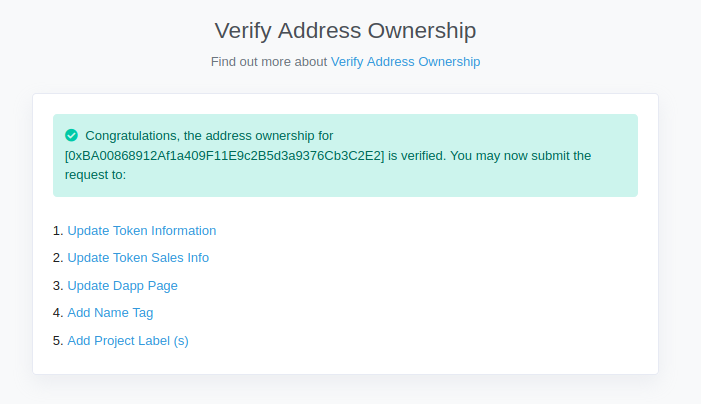 Verify Address Ownership
Find out more about Verify Address Ownership
Congratulations, the address ownership for
[0xBA00868912Af1a409F11E9c2B5d3a9376Cb3C2E2] is verified. You may now submit the
request to:
1. Update Token Information
2. Update Token Sales Info
3. Update Dapp Page
4. Add Name Tag
5. Add Project Label (s)